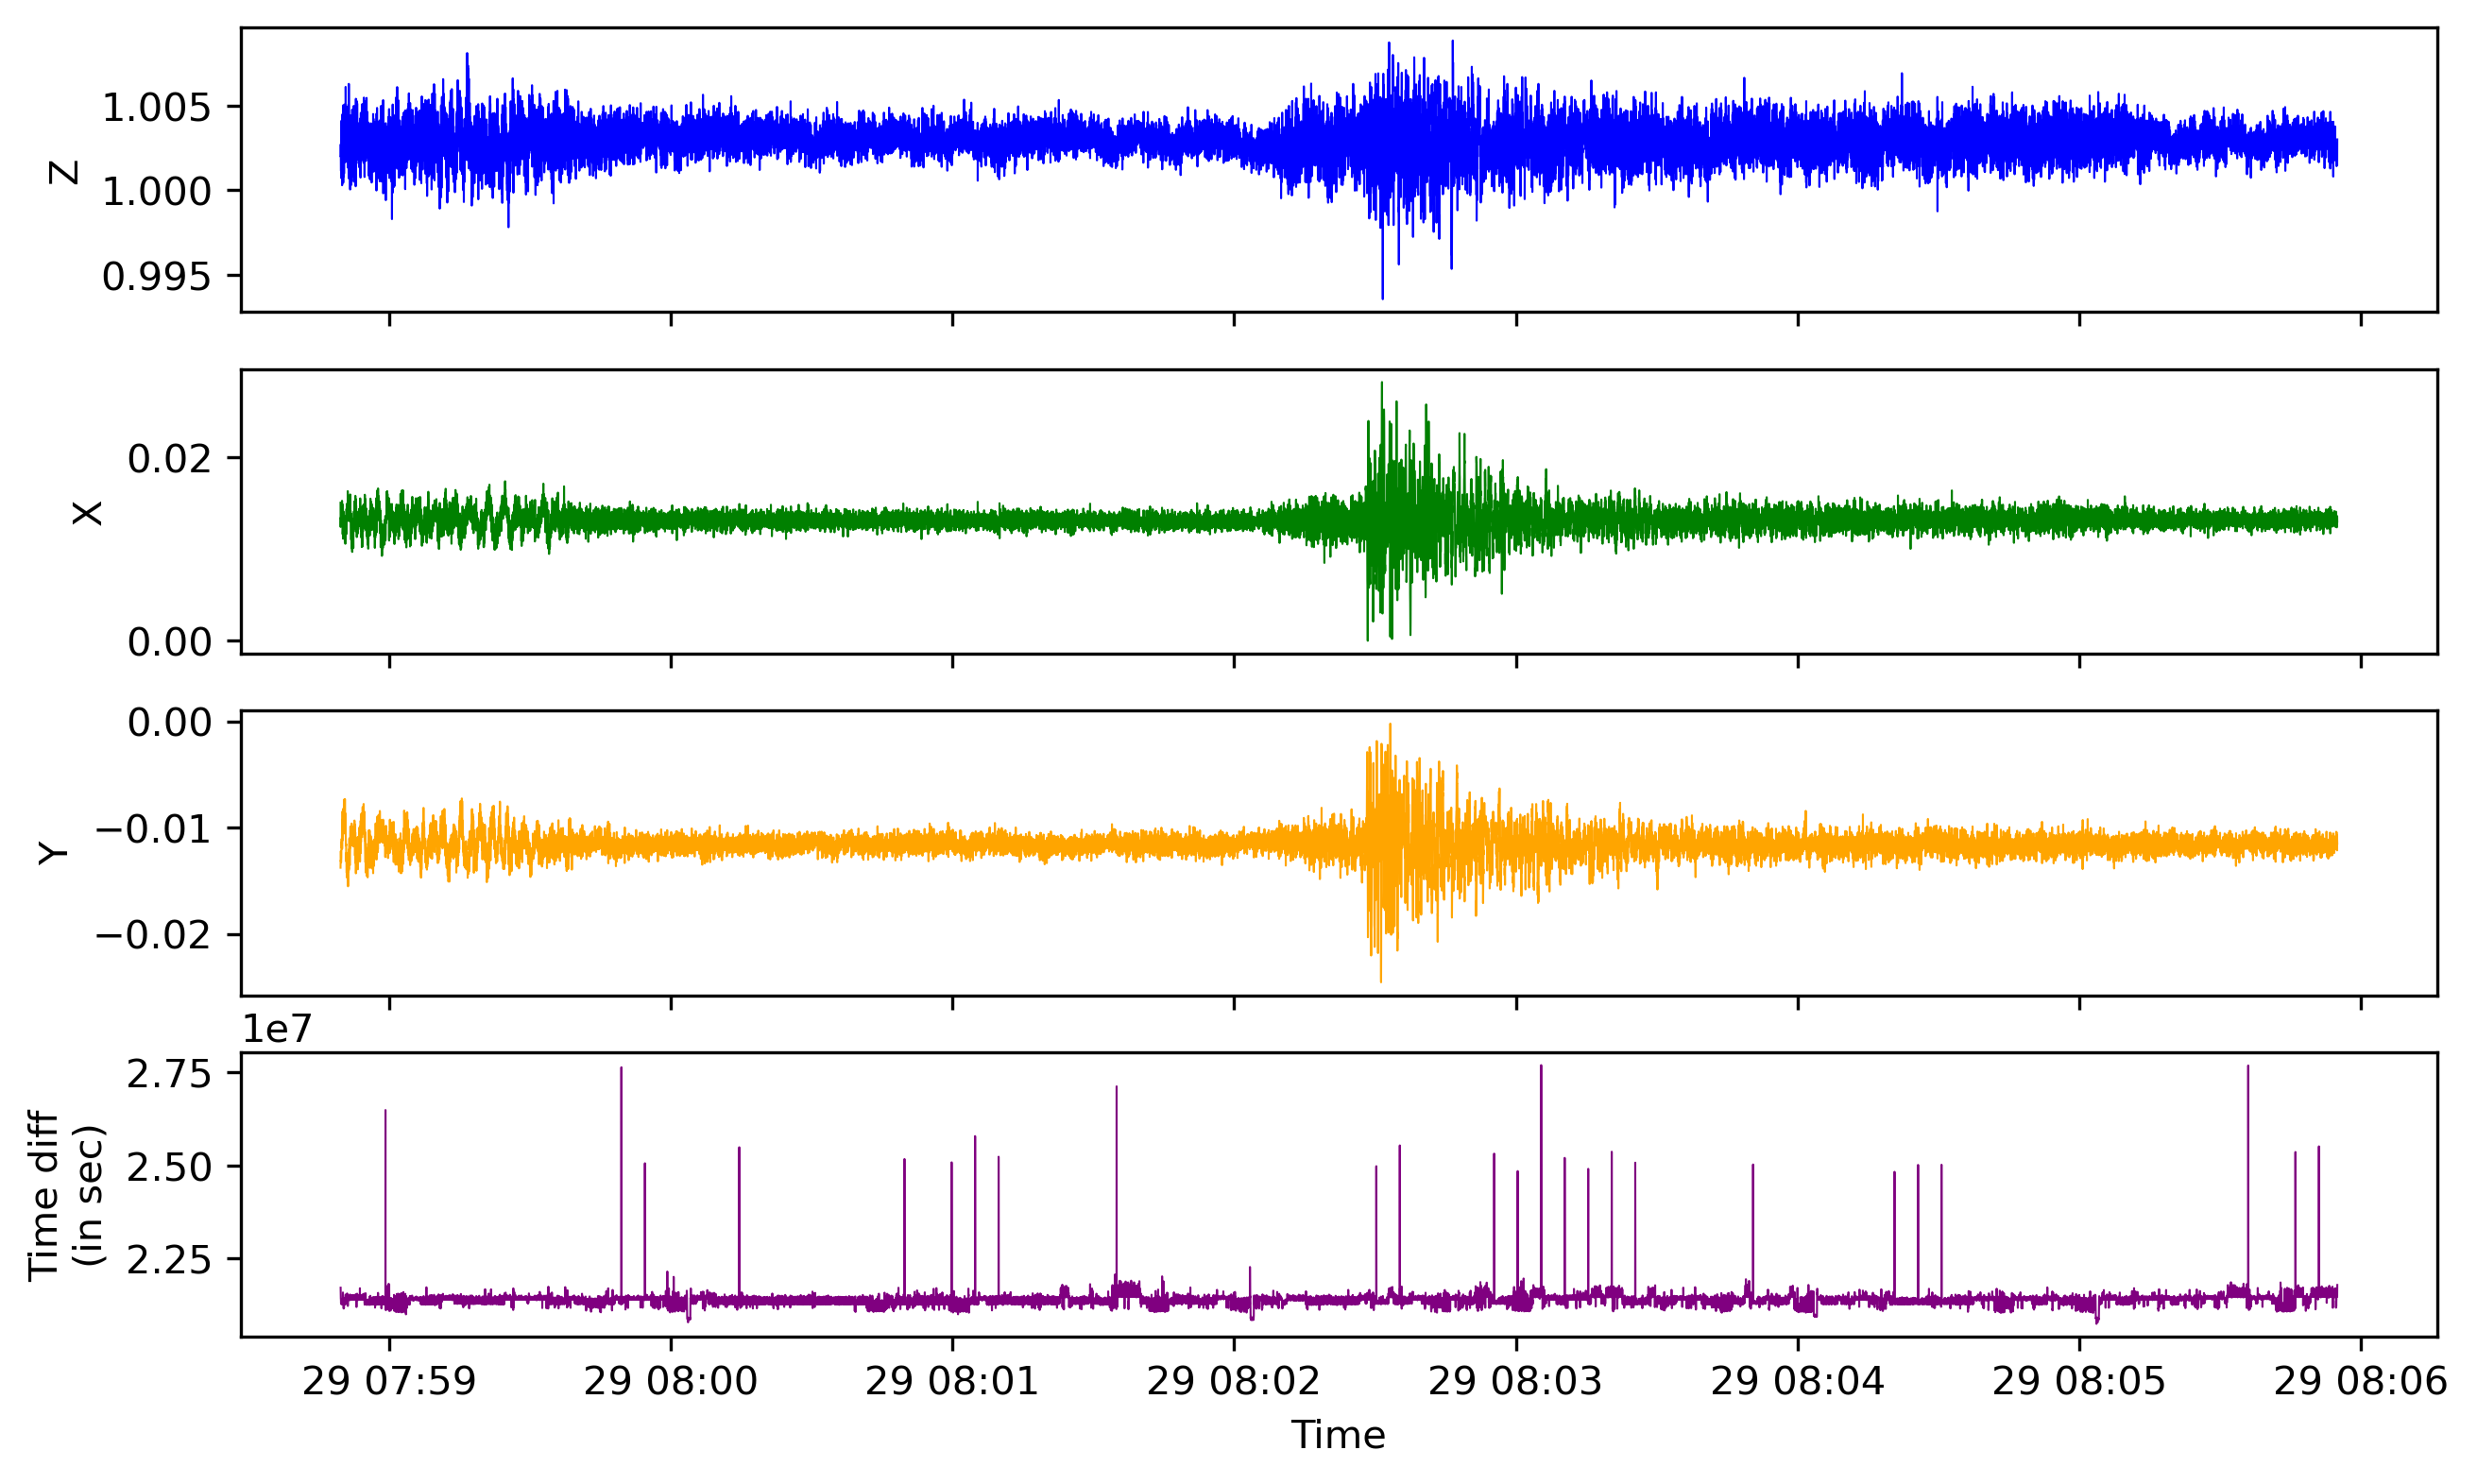 1.005
1.000
0.995
Z
0.02
0.00
X
0.00
−0.01
−0.02
Y
1e7
2.75
2.50
2.25
Time diff
(in sec)
29 07:59 29 08:00 29 08:01 29 08:02 29 08:03 29 08:04 29 08:05 29 08:06
Time